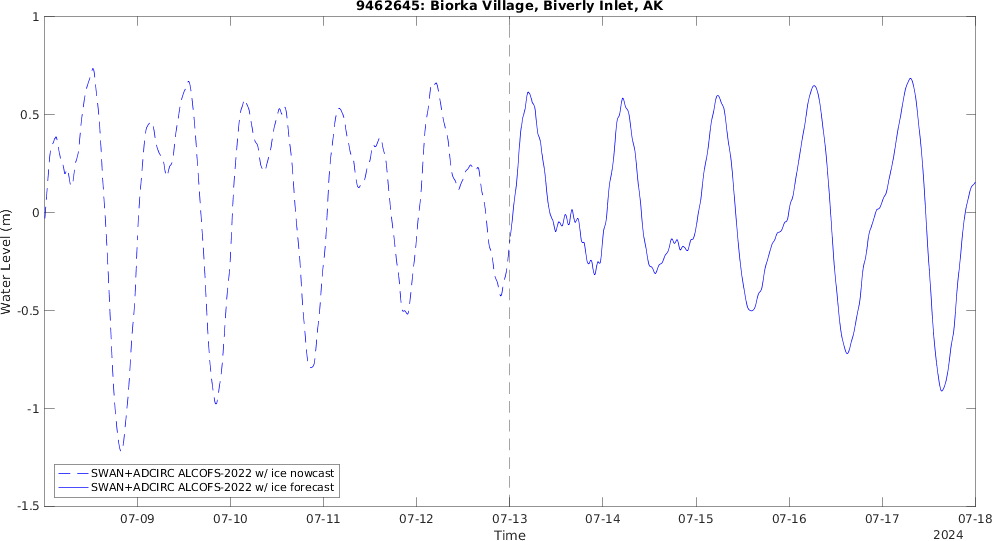 9462645: Biorka Village, Biverly Inlet, AK
Water Level (m)
1
0.5
0
-0.5
-1
-1.5
SWAN+ADCIRC ALCOFS-2022 w/ ice nowcast
SWAN+ADCIRC ALCOFS-2022 w/ ice forecast
07-09 07-10 07-11 07-12 07-13 07-14 07-15 07-16 07-17 07-18
Time
2024